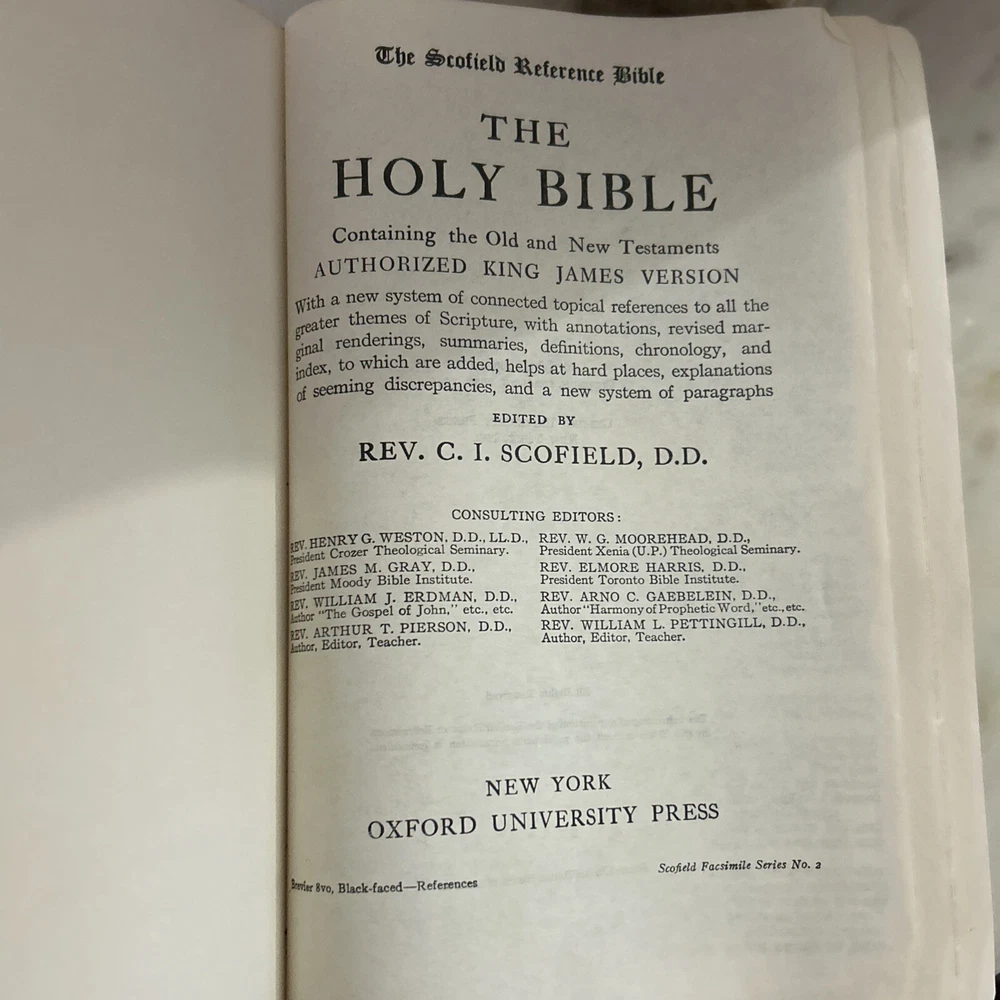 The Scofield Reference Bible
THE
HOLY BIBLE
Containing the Old and New Testaments
AUTHORIZED KING JAMES VERSION
With a new system of connected topical references to all the
greater themes of Scripture, with annotations, revised mar-
ginal renderings, summaries, definitions, chronology, and
index, to which are added, helps at hard places, explanations
of seeming discrepancies, and a new system of paragraphs
EDITED BY
REV. C. I. SCOFIELD, D.D.
CONSULTING EDITORS:
REV. HENRY G. WESTON, D.D., LL.D.,
President Crozer Theological Seminary.
REV. JAMES M. GRAY, D.D.,
President Moody Bible Institute.
REV. WILLIAM J. ERDMAN, D.D.,
Author "The Gospel of John," etc., etc.
REV. ARTHUR T. PIERSON, D.D.,
Author, Editor, Teacher.
REV. W. G. MOOREHEAD, D.D.,
President Xenia (U.P.) Theological Seminary.
REV. ELMORE HARRIS, D.D.,
President Toronto Bible Institute.
REV. ARNO C. GAEBELEIN, D.D.,
Author "Harmony of Prophetic Word," etc., etc.
REV. WILLIAM L. PETTINGILL, D.D.,
Author, Editor, Teacher.
NEW YORK
OXFORD UNIVERSITY PRESS
Scofield Facsimile Series No. 2
Brevier 8vo, Black-faced—References